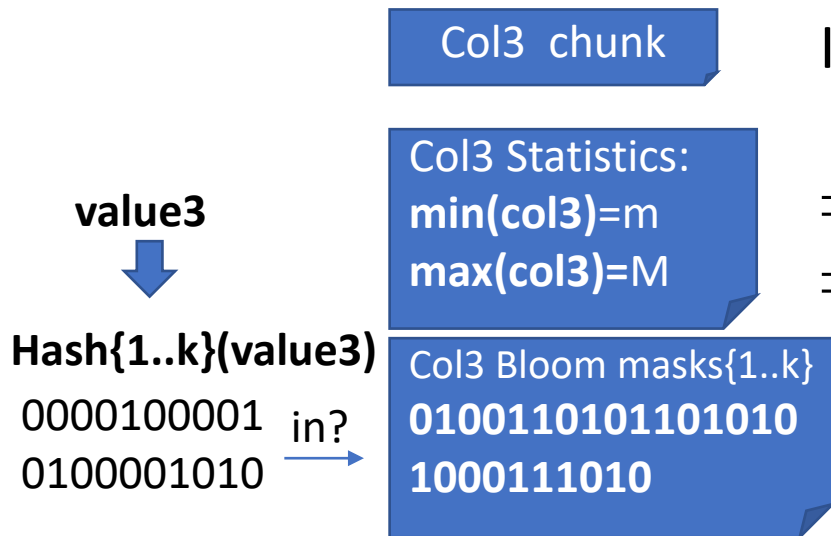 Col3 chunk
Col3 Statistics:
min(col3)=m
max(col3)=M
value3
Hash{1..k}(value3)
0000100001
0100001010
in?
Col3 Bloom masks{1..k}
0100110101101010
1000111010